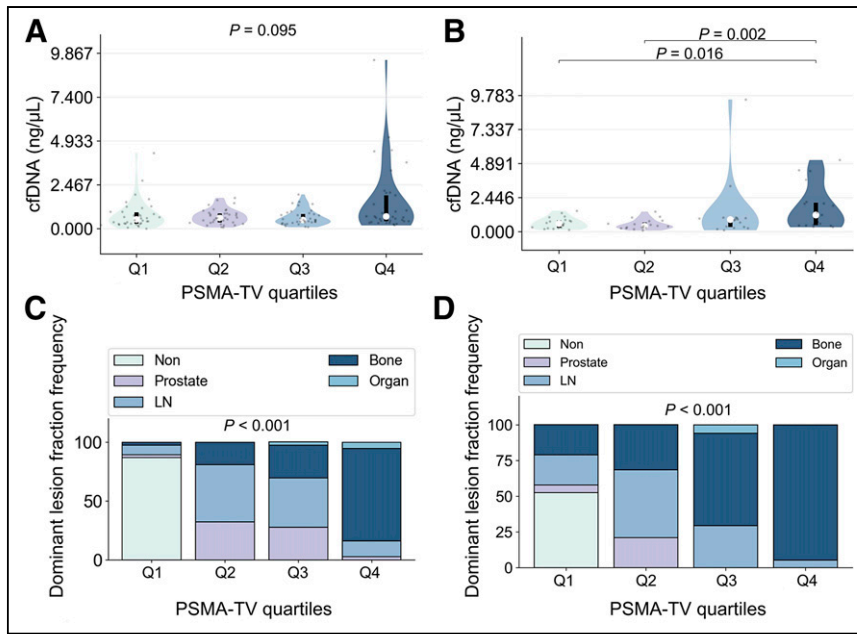 A
P = 0.095
9.867
7.400
4.933
2.467
0.000
cfDNA (ng/μL)
Q1 Q2 Q3 Q4
PSMA-TV quartiles
B
P = 0.002
P = 0.016
9.783
7.337
4.891
2.446
0.000
cfDNA (ng/μL)
Q1 Q2 Q3 Q4
PSMA-TV quartiles
C
Non Bone
Prostate Organ
LN
P < 0.001
100
50
0
Dominant lesion fraction frequency
Q1 Q2 Q3 Q4
PSMA-TV quartiles
D
Non Bone
Prostate Organ
LN
P < 0.001
100
75
50
25
0
Dominant lesion fraction frequency
Q1 Q2 Q3 Q4
PSMA-TV quartiles